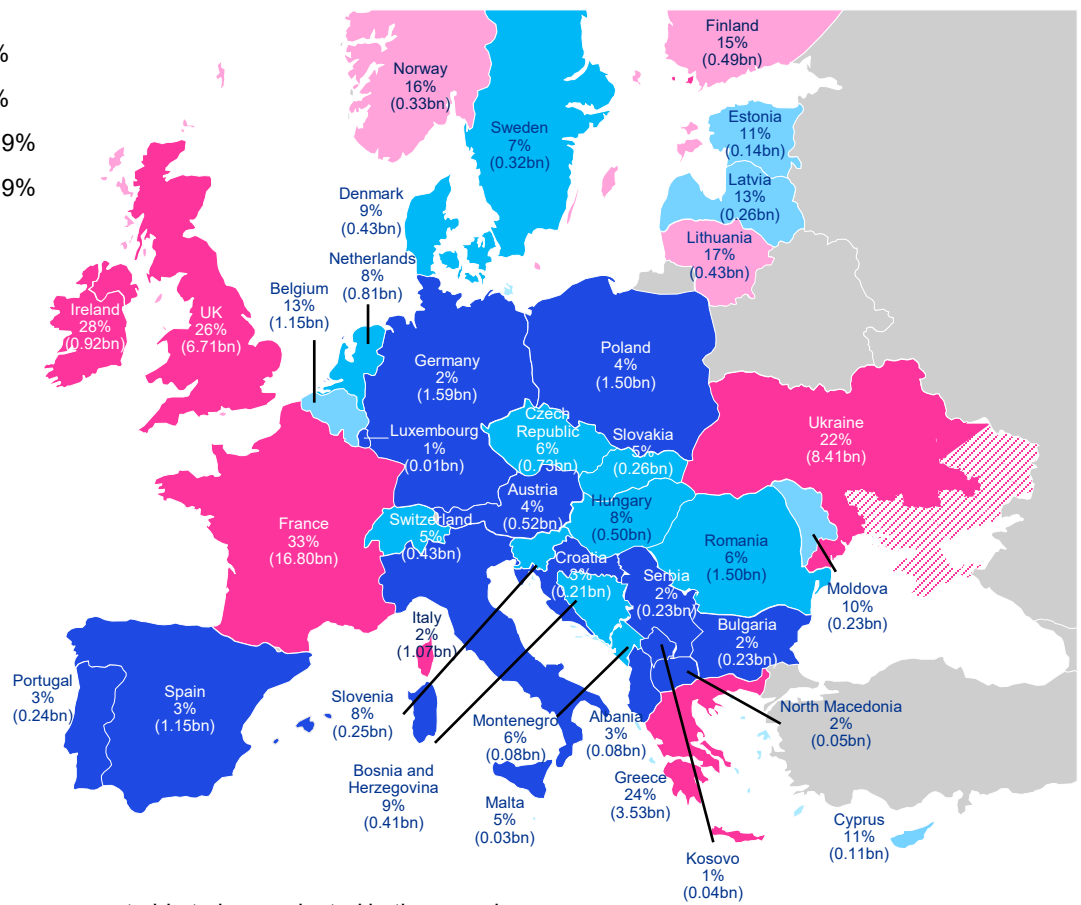 %
%
9%
9%
Finland
15%
(0.49bn)
Norway
16%
(0.33bn)
Sweden
7%
(0.32bn)
Estonia
11%
(0.14bn)
Latvia
13%
(0.26bn)
Lithuania
17%
(0.43bn)
Denmark
9%
(0.43bn)
Netherlands
8%
(0.81bn)
Belgium
13%
(1.15bn)
Ireland
28%
(0.92bn)
UK
26%
(6.71bn)
Germany
2%
(1.59bn)
Poland
4%
(1.50bn)
Luxembourg
1%
(0.01bn)
Czech
Republic
6%
(0.73bn)
Slovakia
5%
(0.26bn)
Ukraine
22%
(8.41bn)
Austria
4%
(0.52bn)
Hungary
8%
(0.50bn)
France
33%
(16.80bn)
Switzerland
5%
(0.43bn)
Croatia
(0.21bn)
Romania
6%
(1.50bn)
Serbia
2%
(0.23bn)
Moldova
10%
(0.23bn)
Italy
2%
(1.07bn)
Bulgaria
2%
(0.23bn)
Portugal
3%
(0.24bn)
Spain
3%
(1.15bn)
Slovenia
8%
(0.25bn)
Montenegro
6%
(0.08bn)
Albania
3%
(0.08bn)
North Macedonia
2%
(0.05bn)
Bosnia and
Herzegovina
9%
(0.41bn)
Malta
5%
(0.03bn)
Greece
24%
(3.53bn)
Cyprus
11%
(0.11bn)
Kosovo
1%
(0.04bn)